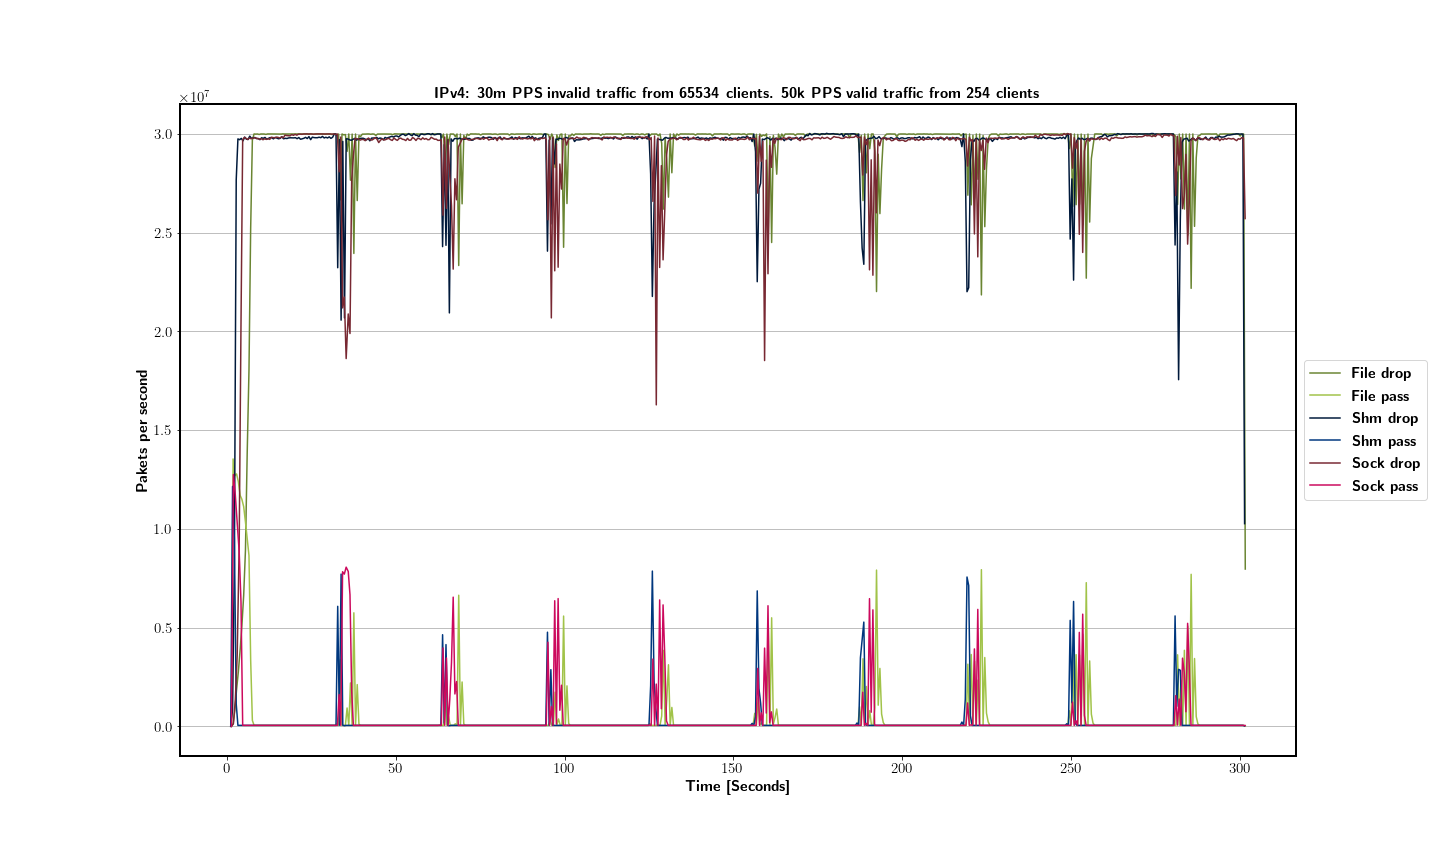 IPv4: 30m PPS invalid traffic from 65534 clients. 50k PPS valid traffic from 254 clients
×10⁷
3.0
2.5
2.0
1.5
1.0
0.5
0.0
Pakets per second
0 50 100 150 200 250 300
Time [Seconds]
File drop
File pass
Shm drop
Shm pass
Sock drop
Sock pass